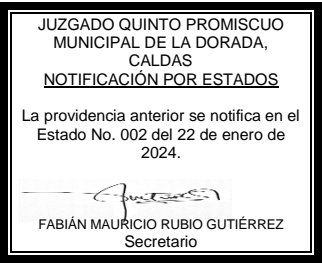 JUZGADO QUINTO PROMISCUO
MUNICIPAL DE LA DORADA,
CALDAS
NOTIFICACIÓN POR ESTADOS
La providencia anterior se notifica en el
Estado No. 002 del 22 de enero de
2024.
FABIÁN MAURICIO RUBIO GUTIÉRREZ
Secretario